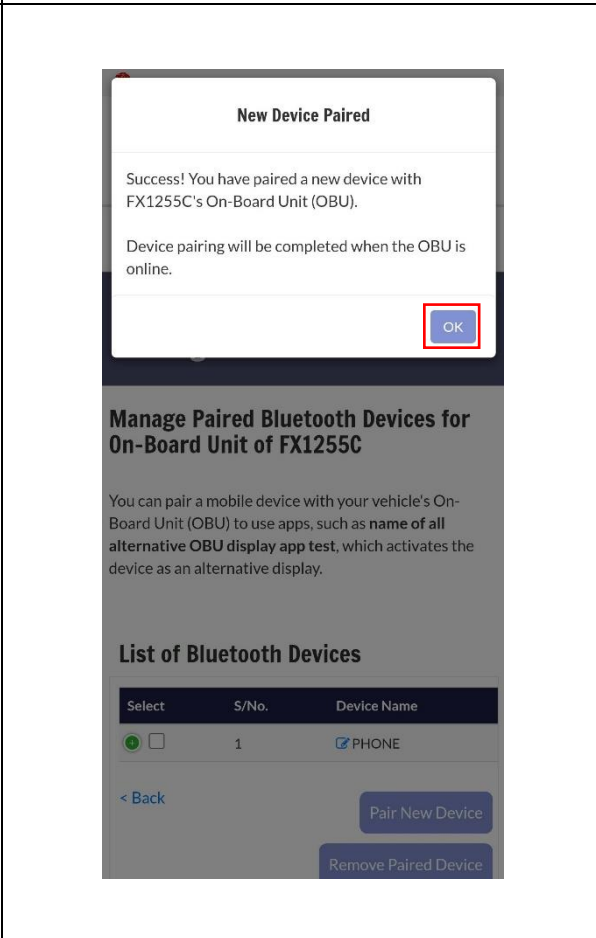 New Device Paired
Success! You have paired a new device with
FX1255C's On-Board Unit (OBU).
Device pairing will be completed when the OBU is
online.
OK
Manage Paired Bluetooth Devices for
On-Board Unit of FX1255C
You can pair a mobile device with your vehicle's On-
Board Unit (OBU) to use apps, such as name of all
alternative OBU display app test, which activates the
device as an alternative display.
List of Bluetooth Devices
Select S/No. Device Name
1 PHONE
< Back
Pair New Device
Remove Paired Device